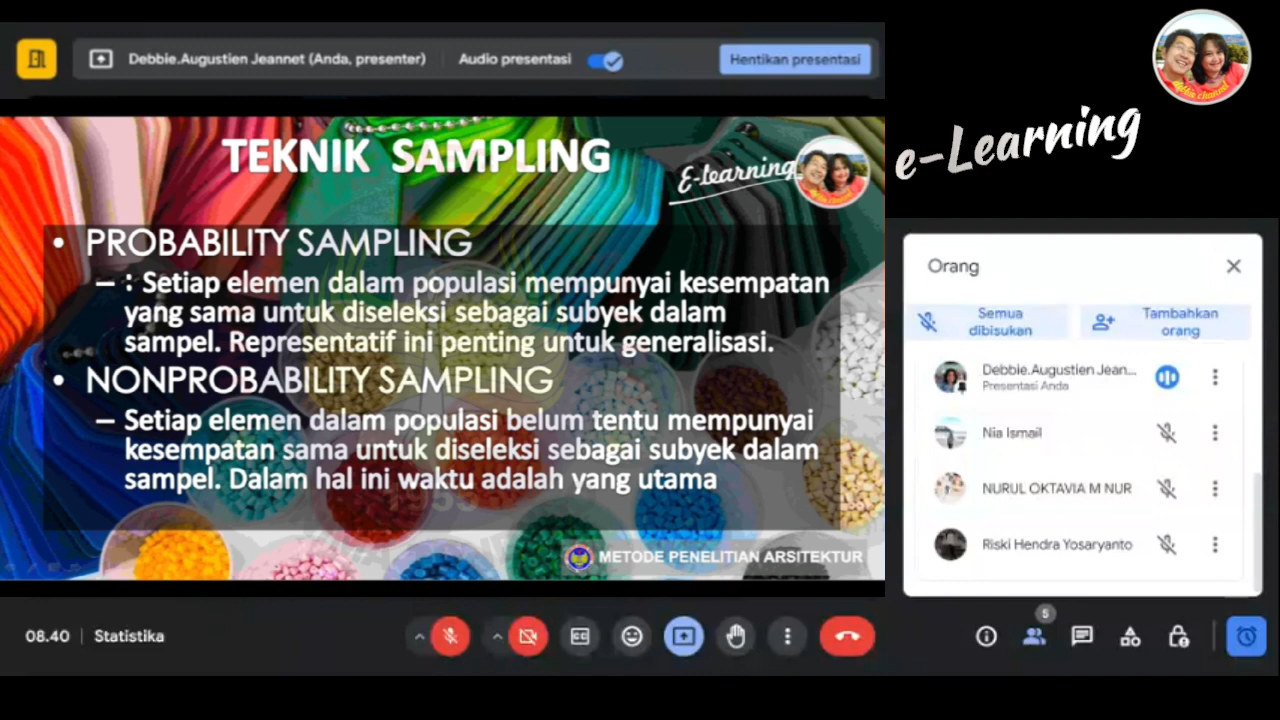 Debbie.Augustien Jeannet (Anda, presenter)
Audio presentasi
Hentikan presentasi
debbie channel
e-Learning
TEKNIK SAMPLING
E-learning
• PROBABILITY SAMPLING
– : Setiap elemen dalam populasi mempunyai kesempatan
yang sama untuk diseleksi sebagai subyek dalam
sampel. Representatif ini penting untuk generalisasi.
• NONPROBABILITY SAMPLING
– Setiap elemen dalam populasi belum tentu mempunyai
kesempatan sama untuk diseleksi sebagai subyek dalam
sampel. Dalam hal ini waktu adalah yang utama
METODE PENELITIAN ARSITEKTUR
Orang
Semua
dibisukan
Tambahkan
orang
Debbie.Augustien Jean...
Presentasi Anda
Nia Ismail
NURUL OKTAVIA M NUR
Riski Hendra Yosaryanto
08.40 | Statistika
5